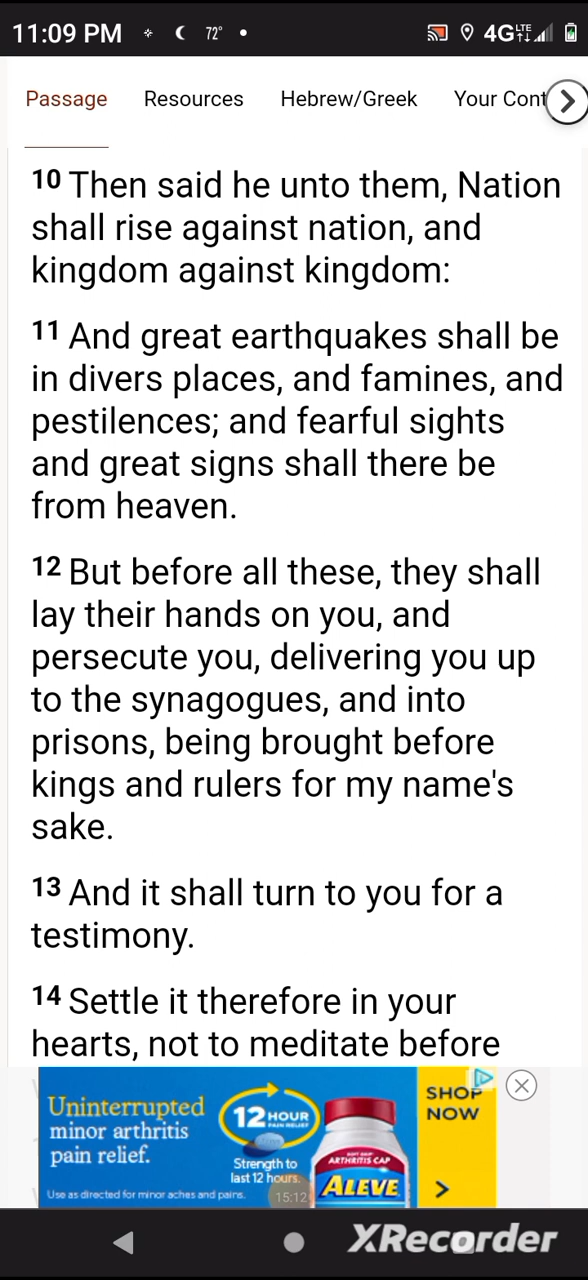 11:09 PM 72° 4G LTE
Passage Resources Hebrew/Greek Your Cont
10 Then said he unto them, Nation
shall rise against nation, and
kingdom against kingdom:
11 And great earthquakes shall be
in divers places, and famines, and
pestilences; and fearful sights
and great signs shall there be
from heaven.
12 But before all these, they shall
lay their hands on you, and
persecute you, delivering you up
to the synagogues, and into
prisons, being brought before
kings and rulers for my name's
sake.
13 And it shall turn to you for a
testimony.
14 Settle it therefore in your
hearts, not to meditate before
Uninterrupted
minor arthritis
pain relief.
Use as directed for minor aches and pains.
12 HOUR
PAIN RELIEF
Strength to
last 12 hours.
15:12
ARTHRITIS CAP
ALEVE
SHOP
NOW
XRecorder